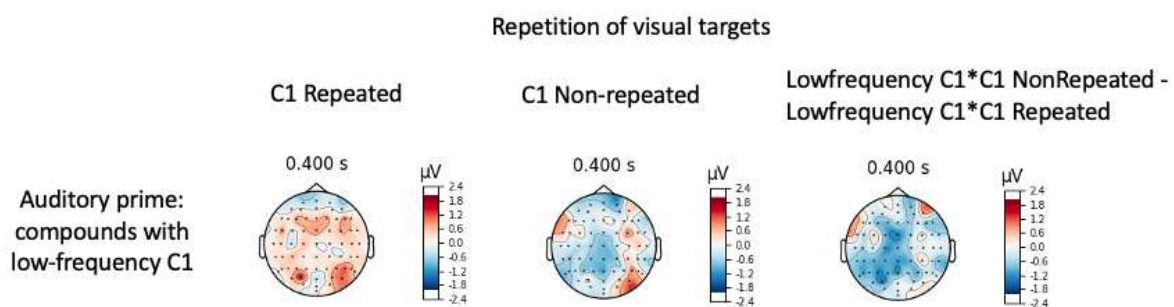 Repetition of visual targets
C1 Repeated
C1 Non-repeated
Lowfrequency C1*C1 NonRepeated -
Lowfrequency C1*C1 Repeated
Auditory prime:
compounds with
low-frequency C1
0.400 s
µV
2.4
1.8
1.2
0.6
0.0
-0.6
-1.2
-1.8
-2.4
0.400 s
µV
2.4
1.8
1.2
0.6
0.0
-0.6
-1.2
-1.8
-2.4
0.400 s
µV
2.4
1.8
1.2
0.6
0.0
-0.6
-1.2
-1.8
-2.4